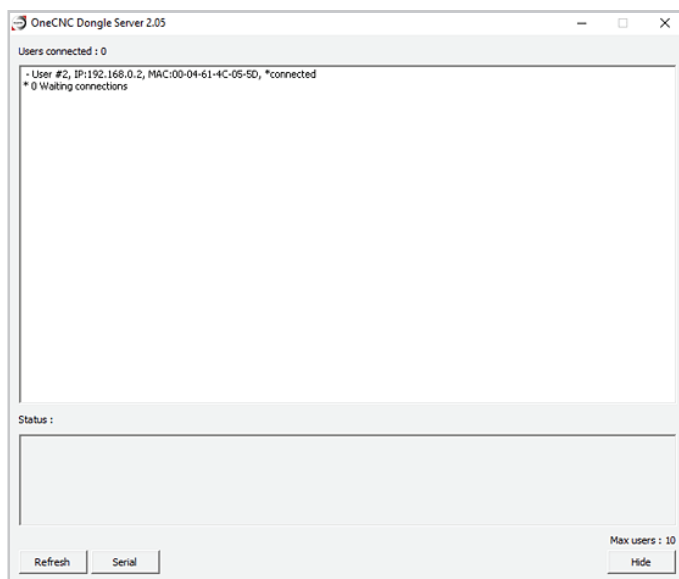 OneCNC Dongle Server 2.05
Users connected : 0
- User #2, IP:192.168.0.2, MAC:00-04-61-4C-05-5D, *connected
* 0 Waiting connections
Status :
Max users : 10
Refresh
Serial
Hide